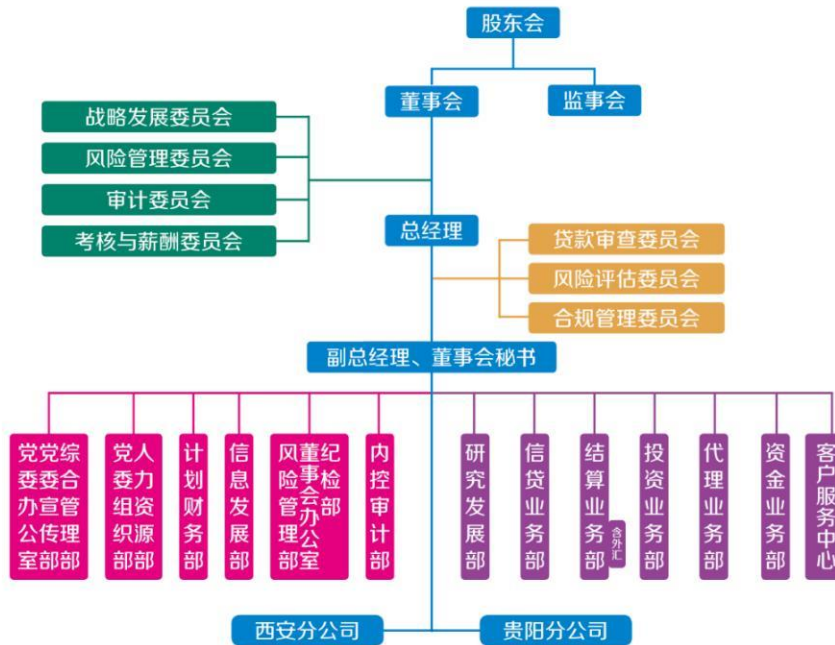 股东会
董事会
监事会
战略发展委员会
风险管理委员会
审计委员会
考核与薪酬委员会
总经理
贷款审查委员会
风险评估委员会
合规管理委员会
副总经理、董事会秘书
综合管理部
党委宣传部
党委办公室
人力资源部
党委组织部
计划财务部
信息发展部
纪检部
董事会办公室
风险管理部
内控审计部
研究发展部
信贷业务部
结算业务部
含外汇
投资业务部
代理业务部
资金业务部
客户服务中心
西安分公司
贵阳分公司